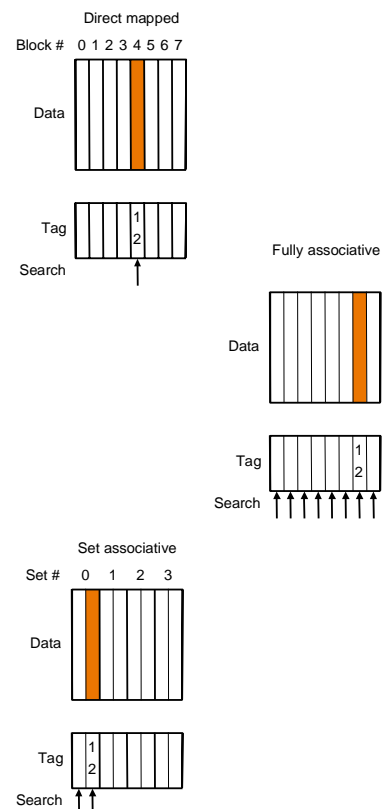 Direct mapped
Block # 0 1 2 3 4 5 6 7
Data
Tag
1
2
Search
Fully associative
Data
Tag
1
2
Search
Set associative
Set # 0 1 2 3
Data
Tag
1
2
Search